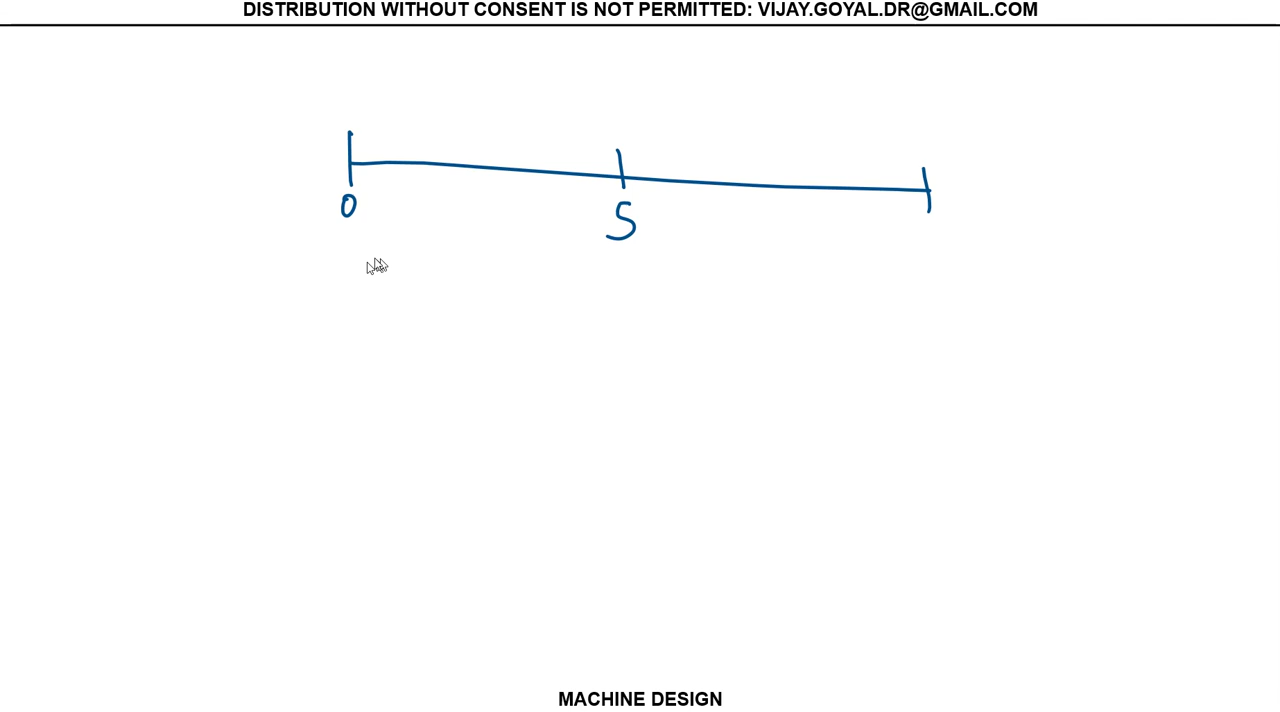 DISTRIBUTION WITHOUT CONSENT IS NOT PERMITTED: VIJAY.GOYAL.DR@GMAIL.COM
0 5
MACHINE DESIGN